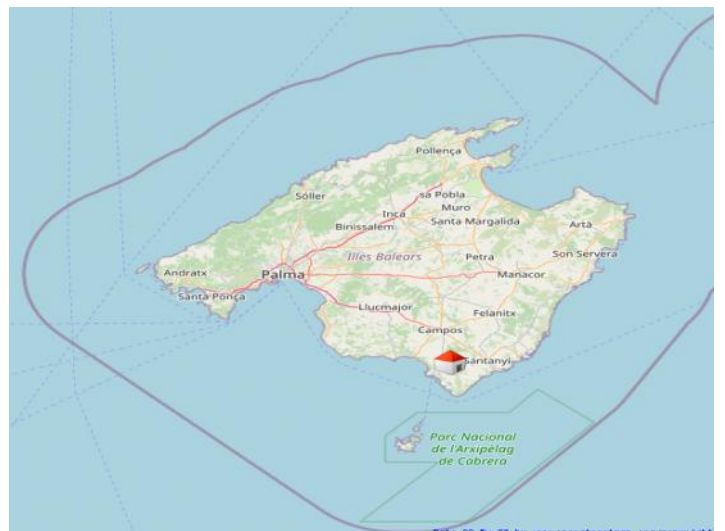 Pollença
sa Pobla
Sóller
Muro
Inca
Santa Margalida
Binissalem
Artà
Illes Balears
Petra
Son Servera
Andratx
Palma
Manacor
Santa Ponça
Llucmajor
Felanitx
Campos
Santanyí
Parc Nacional
de l'Arxipèlag
de Cabrera